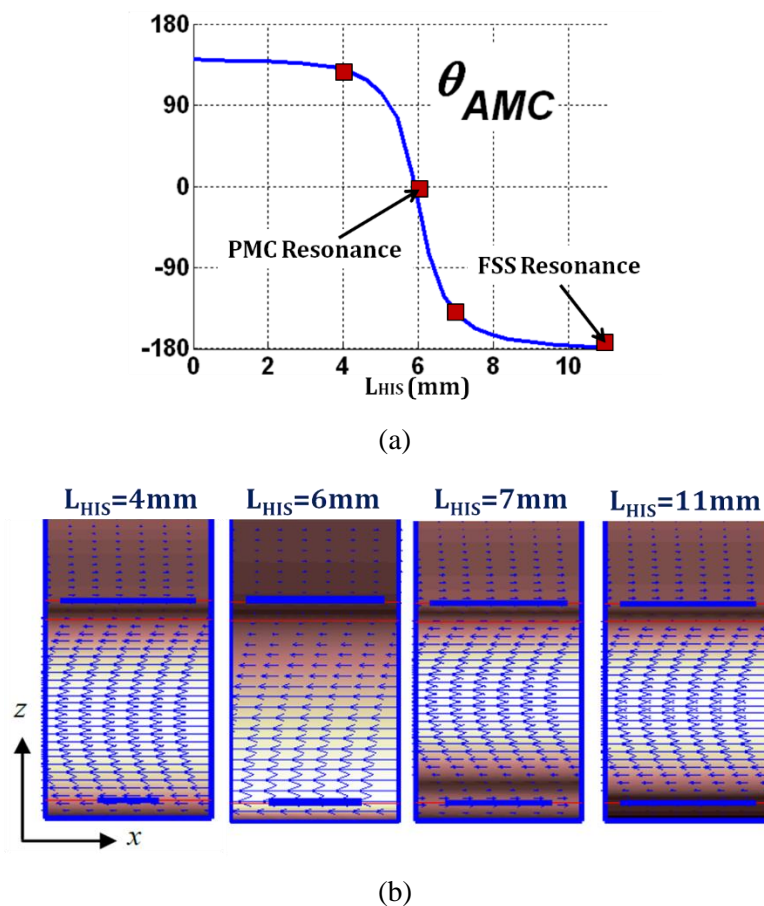 180
90
0
-90
-180
θAMC
PMC Resonance
FSS Resonance
0 2 4 6 8 10
LHIS (mm)
(a)
LHIS=4mm LHIS=6mm LHIS=7mm LHIS=11mm
z
x
(b)